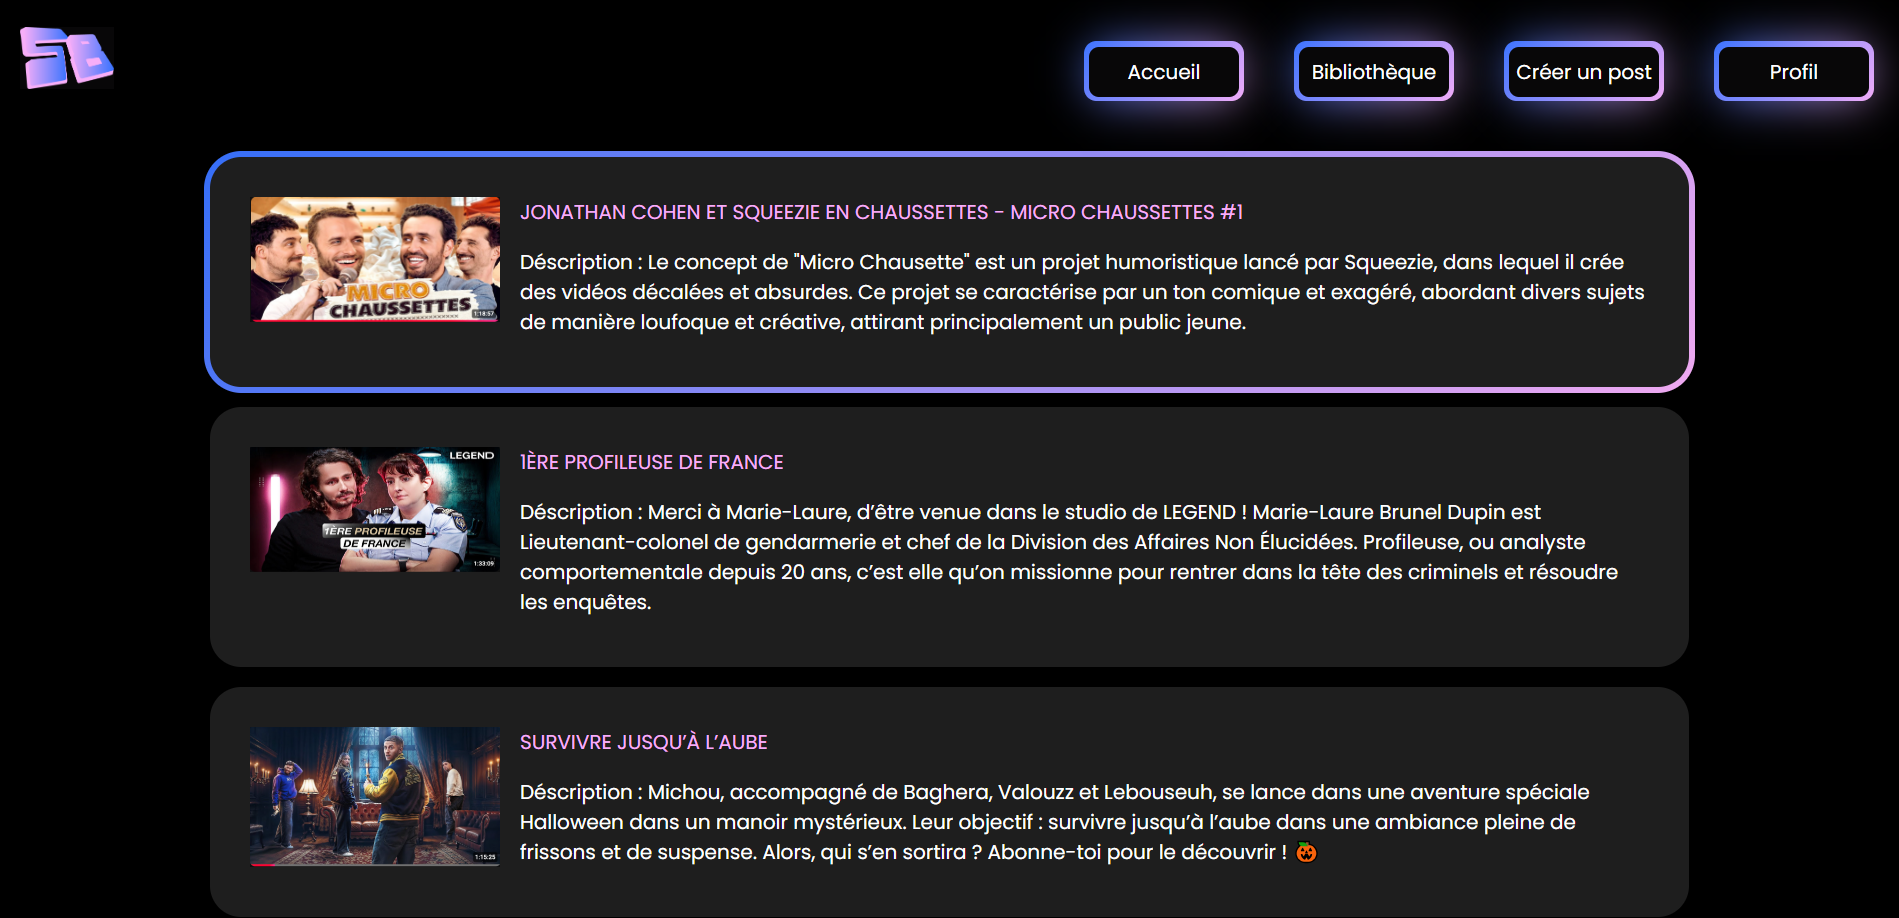 SB
Accueil
Bibliothèque
Créer un post
Profil
JONATHAN COHEN ET SQUEEZIE EN CHAUSSETTES - MICRO CHAUSSETTES #1
MICRO
CHAUSSETTES
1:18:57
Déscription : Le concept de "Micro Chausette" est un projet humoristique lancé par Squeezie, dans lequel il crée
des vidéos décalées et absurdes. Ce projet se caractérise par un ton comique et exagéré, abordant divers sujets
de manière loufoque et créative, attirant principalement un public jeune.
LEGEND
1ÈRE PROFILEUSE
DE FRANCE
1:33:09
1ÈRE PROFILEUSE DE FRANCE
Déscription : Merci à Marie-Laure, d’être venue dans le studio de LEGEND ! Marie-Laure Brunel Dupin est
Lieutenant-colonel de gendarmerie et chef de la Division des Affaires Non Élucidées. Profileuse, ou analyste
comportementale depuis 20 ans, c’est elle qu’on missionne pour rentrer dans la tête des criminels et résoudre
les enquêtes.
1:15:25
SURVIVRE JUSQU’À L’AUBE
Déscription : Michou, accompagné de Baghera, Valouzz et Lebouseuh, se lance dans une aventure spéciale
Halloween dans un manoir mystérieux. Leur objectif : survivre jusqu’à l’aube dans une ambiance pleine de
frissons et de suspense. Alors, qui s’en sortira ? Abonne-toi pour le découvrir ! 🎃